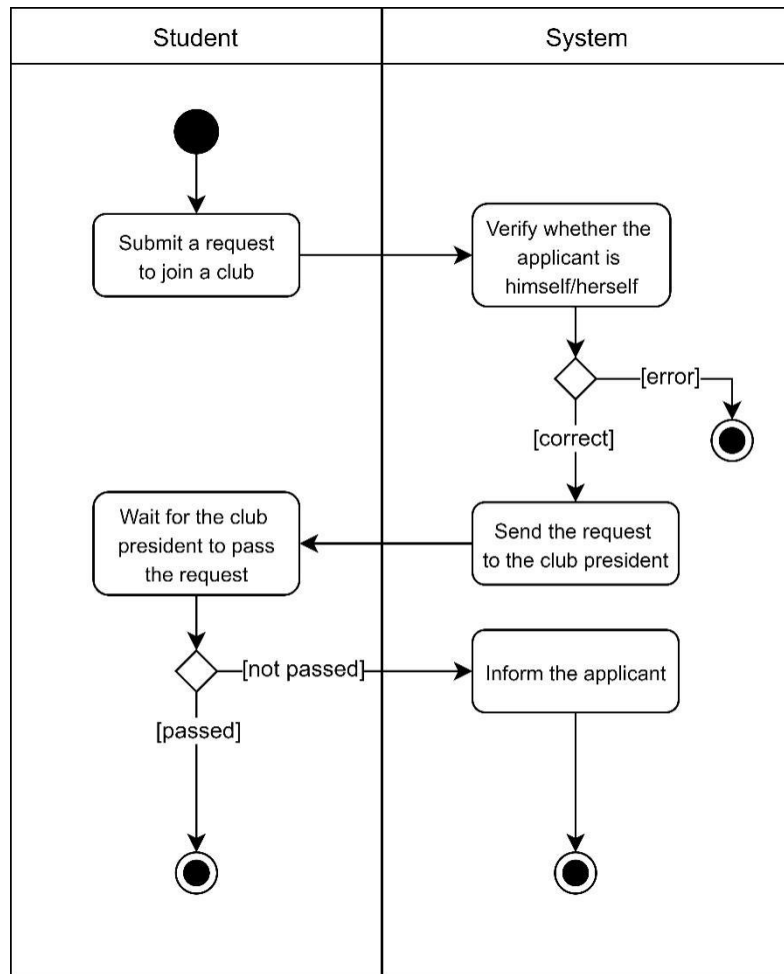 Student
System
Submit a request
to join a club
Verify whether the
applicant is
himself/herself
[error]
[correct]
Wait for the club
president to pass
the request
Send the request
to the club president
[not passed]
Inform the applicant
[passed]